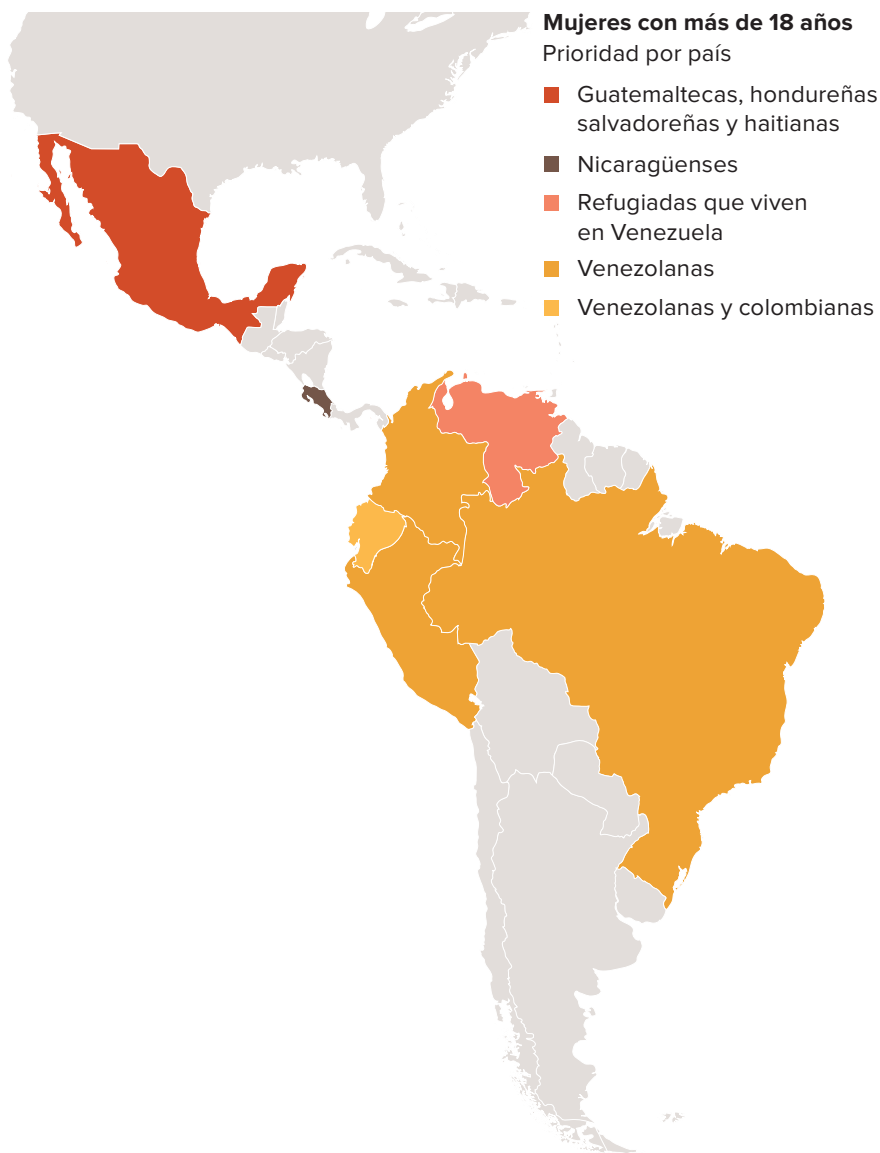 Mujeres con más de 18 años
Prioridad por país
Guatemaltecas, hondureñas
salvadoreñas y haitianas
Nicaragüenses
Refugiadas que viven
en Venezuela
Venezolanas
Venezolanas y colombianas